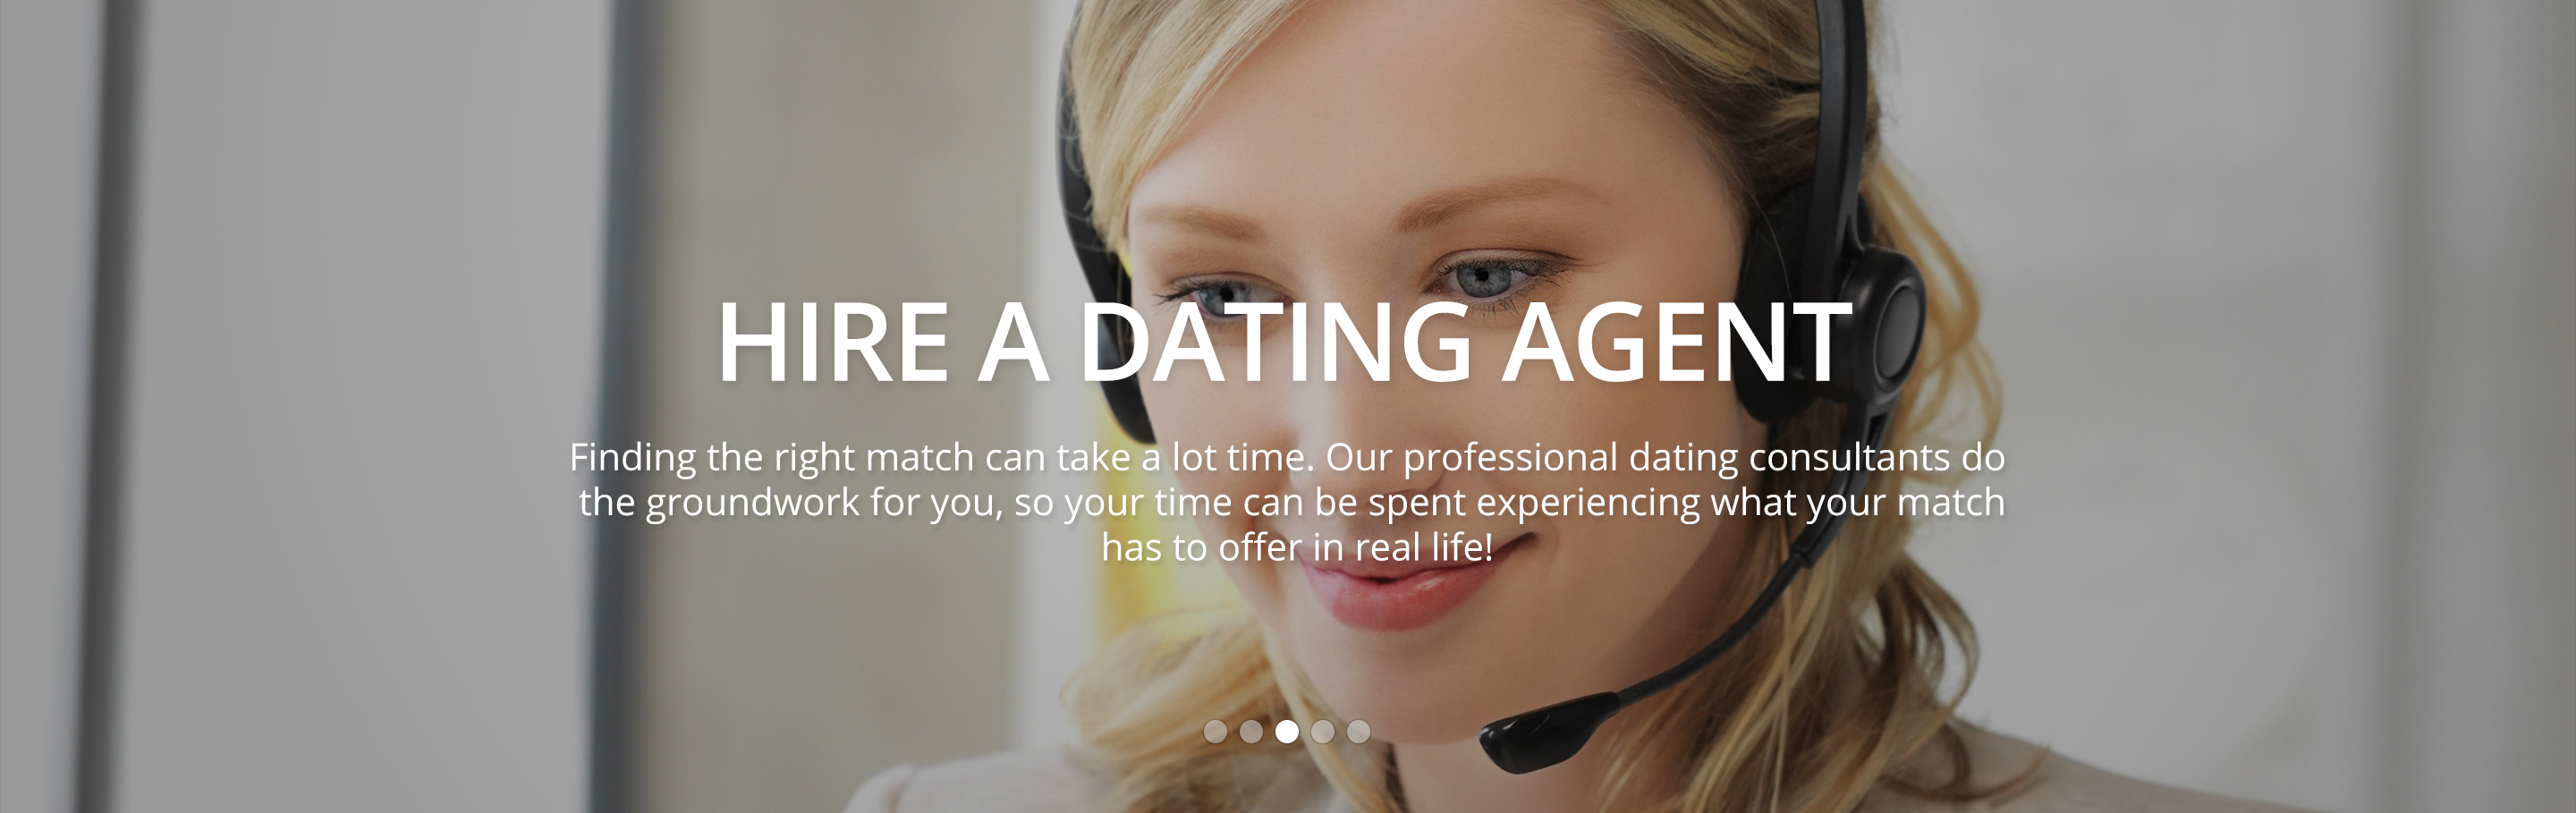 HIRE A DATING AGENT
Finding the right match can take a lot time. Our professional dating consultants do
the groundwork for you, so your time can be spent experiencing what your match
has to offer in real life!